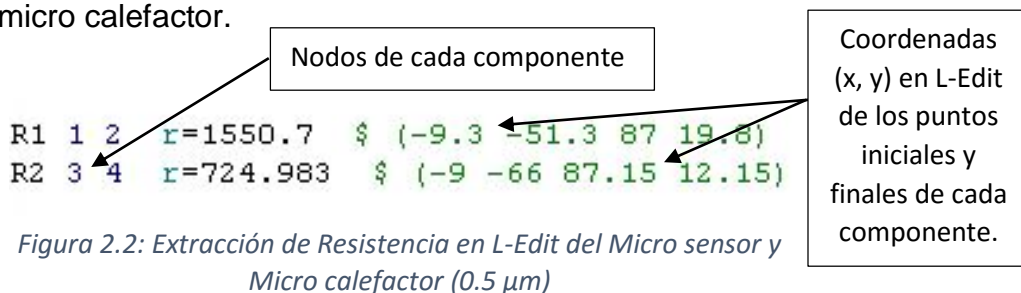 micro calefactor.
Nodos de cada componente
Coordenadas
(x, y) en L-Edit
de los puntos
iniciales y
finales de cada
componente.
R1 1 2 r=1550.7 $ (-9.3 -51.3 87 19.8)
R2 3 4 r=724.983 $ (-9 -66 87.15 12.15)
Figura 2.2: Extracción de Resistencia en L-Edit del Micro sensor y
Micro calefactor (0.5 µm)